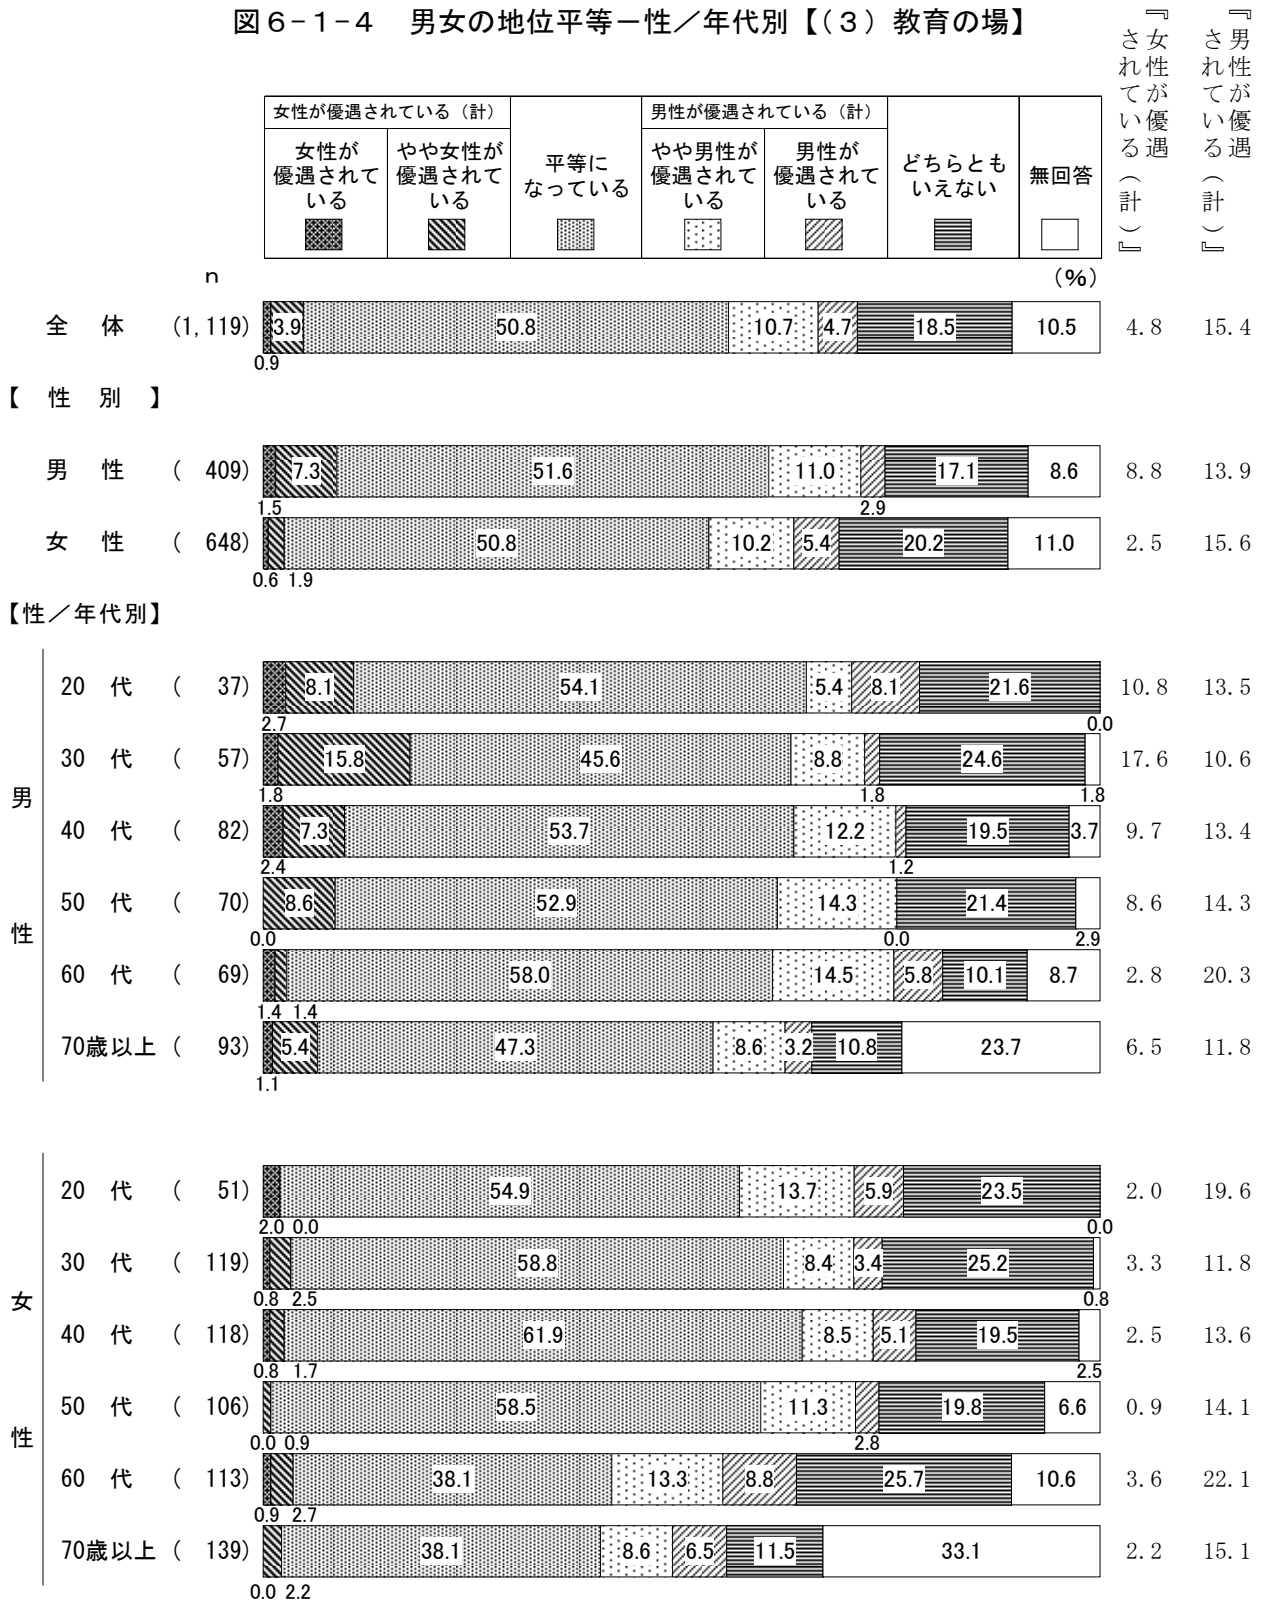 図６-１-４　男女の地位平等－性／年代別【(３) 教育の場】
『女性が優遇されている（計）』
『男性が優遇されている（計）』
女性が優遇されている（計）
男性が優遇されている（計）
女性が
優遇されて
いる
やや女性が
優遇されて
いる
平等に
なっている
やや男性が
優遇されて
いる
男性が
優遇されて
いる
どちらとも
いえない
無回答
n
(%)
全　体　(1,119) 3.9 50.8 10.7 4.7 18.5 10.5 4.8 15.4
0.9
【　性　別　】
男　性　(　409) 7.3 51.6 11.0 17.1 8.6 8.8 13.9
1.5 2.9
女　性　(　648) 50.8 10.2 5.4 20.2 11.0 2.5 15.6
0.6 1.9
【性／年代別】
男性
20　代　(　37) 8.1 54.1 5.4 8.1 21.6 10.8 13.5
2.7 0.0
30　代　(　57) 15.8 45.6 8.8 24.6 17.6 10.6
1.8 1.8 1.8
40　代　(　82) 7.3 53.7 12.2 19.5 3.7 9.7 13.4
2.4 1.2
50　代　(　70) 8.6 52.9 14.3 21.4 8.6 14.3
0.0 0.0 2.9
60　代　(　69) 58.0 14.5 5.8 10.1 8.7 2.8 20.3
1.4 1.4
70歳以上 (　93) 5.4 47.3 8.6 3.2 10.8 23.7 6.5 11.8
1.1
女性
20　代　(　51) 54.9 13.7 5.9 23.5 2.0 19.6
2.0 0.0 0.0
30　代　(　119) 58.8 8.4 3.4 25.2 3.3 11.8
0.8 2.5 0.8
40　代　(　118) 61.9 8.5 5.1 19.5 2.5 13.6
0.8 1.7 2.5
50　代　(　106) 58.5 11.3 19.8 6.6 0.9 14.1
0.0 0.9 2.8
60　代　(　113) 38.1 13.3 8.8 25.7 10.6 3.6 22.1
0.9 2.7
70歳以上 (　139) 38.1 8.6 6.5 11.5 33.1 2.2 15.1
0.0 2.2